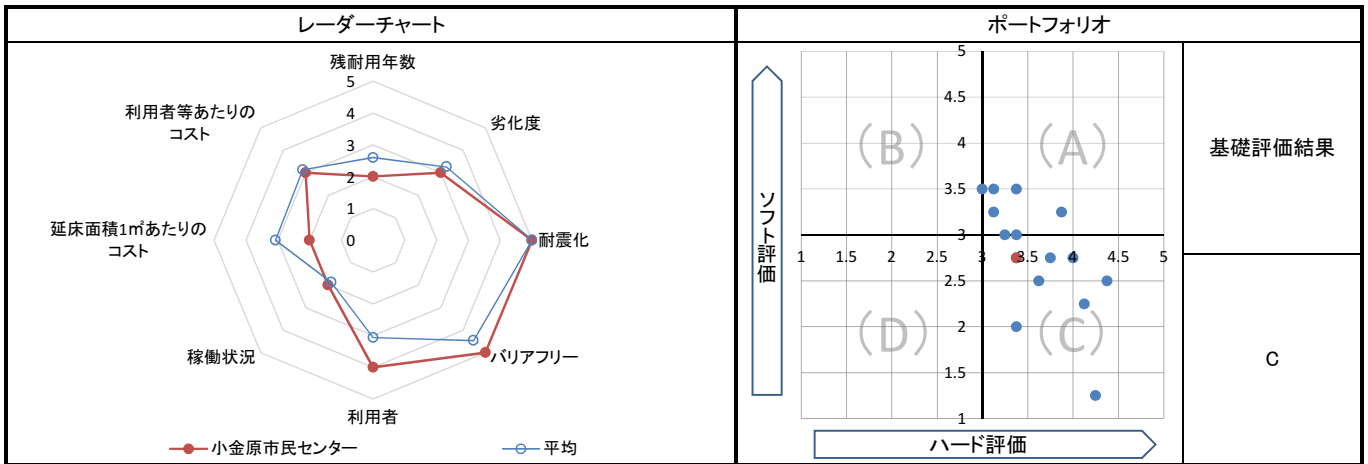 レーダーチャート
残耐用年数
劣化度
耐震化
バリアフリー
利用者
稼働状況
延床面積1㎡あたりの
コスト
利用者等あたりの
コスト
5
4
3
2
1
0
小金原市民センター
平均
ポートフォリオ
ソフト評価
5
4.5
4
3.5
3
2.5
2
1.5
1
1 1.5 2 2.5 3 3.5 4 4.5 5
(B)
(A)
(D)
(C)
ハード評価
基礎評価結果
C